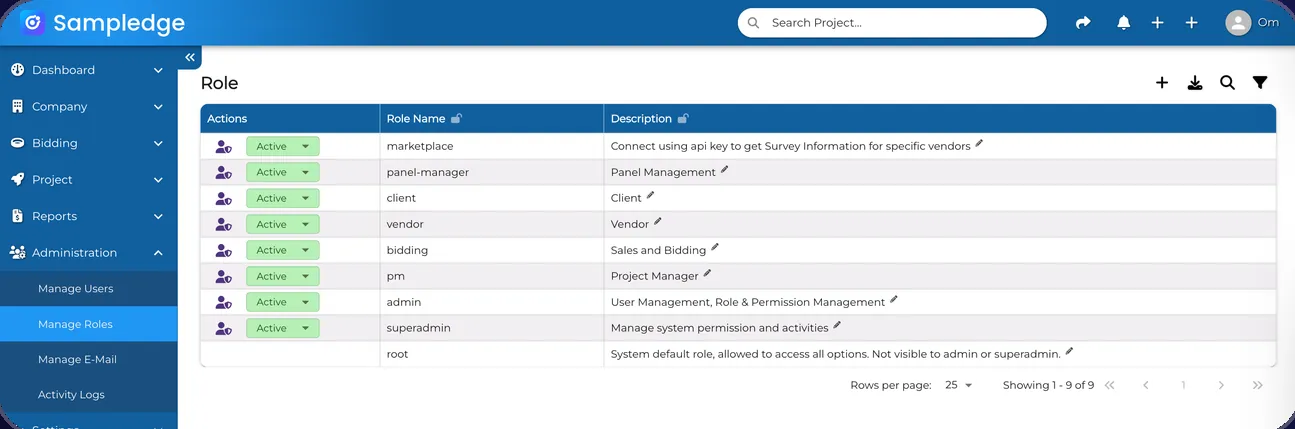 Sampledge
Search Project...
Om
Dashboard
Company
Bidding
Project
Reports
Administration
Manage Users
Manage Roles
Manage E-Mail
Activity Logs
Settings
Role
Actions Role Name Description
Active marketplace Connect using api key to get Survey Information for specific vendors
Active panel-manager Panel Management
Active client Client
Active vendor Vendor
Active bidding Sales and Bidding
Active pm Project Manager
Active admin User Management, Role & Permission Management
Active superadmin Manage system permission and activities
root System default role, allowed to access all options. Not visible to admin or superadmin.
Rows per page: 25 Showing 1 - 9 of 9 1